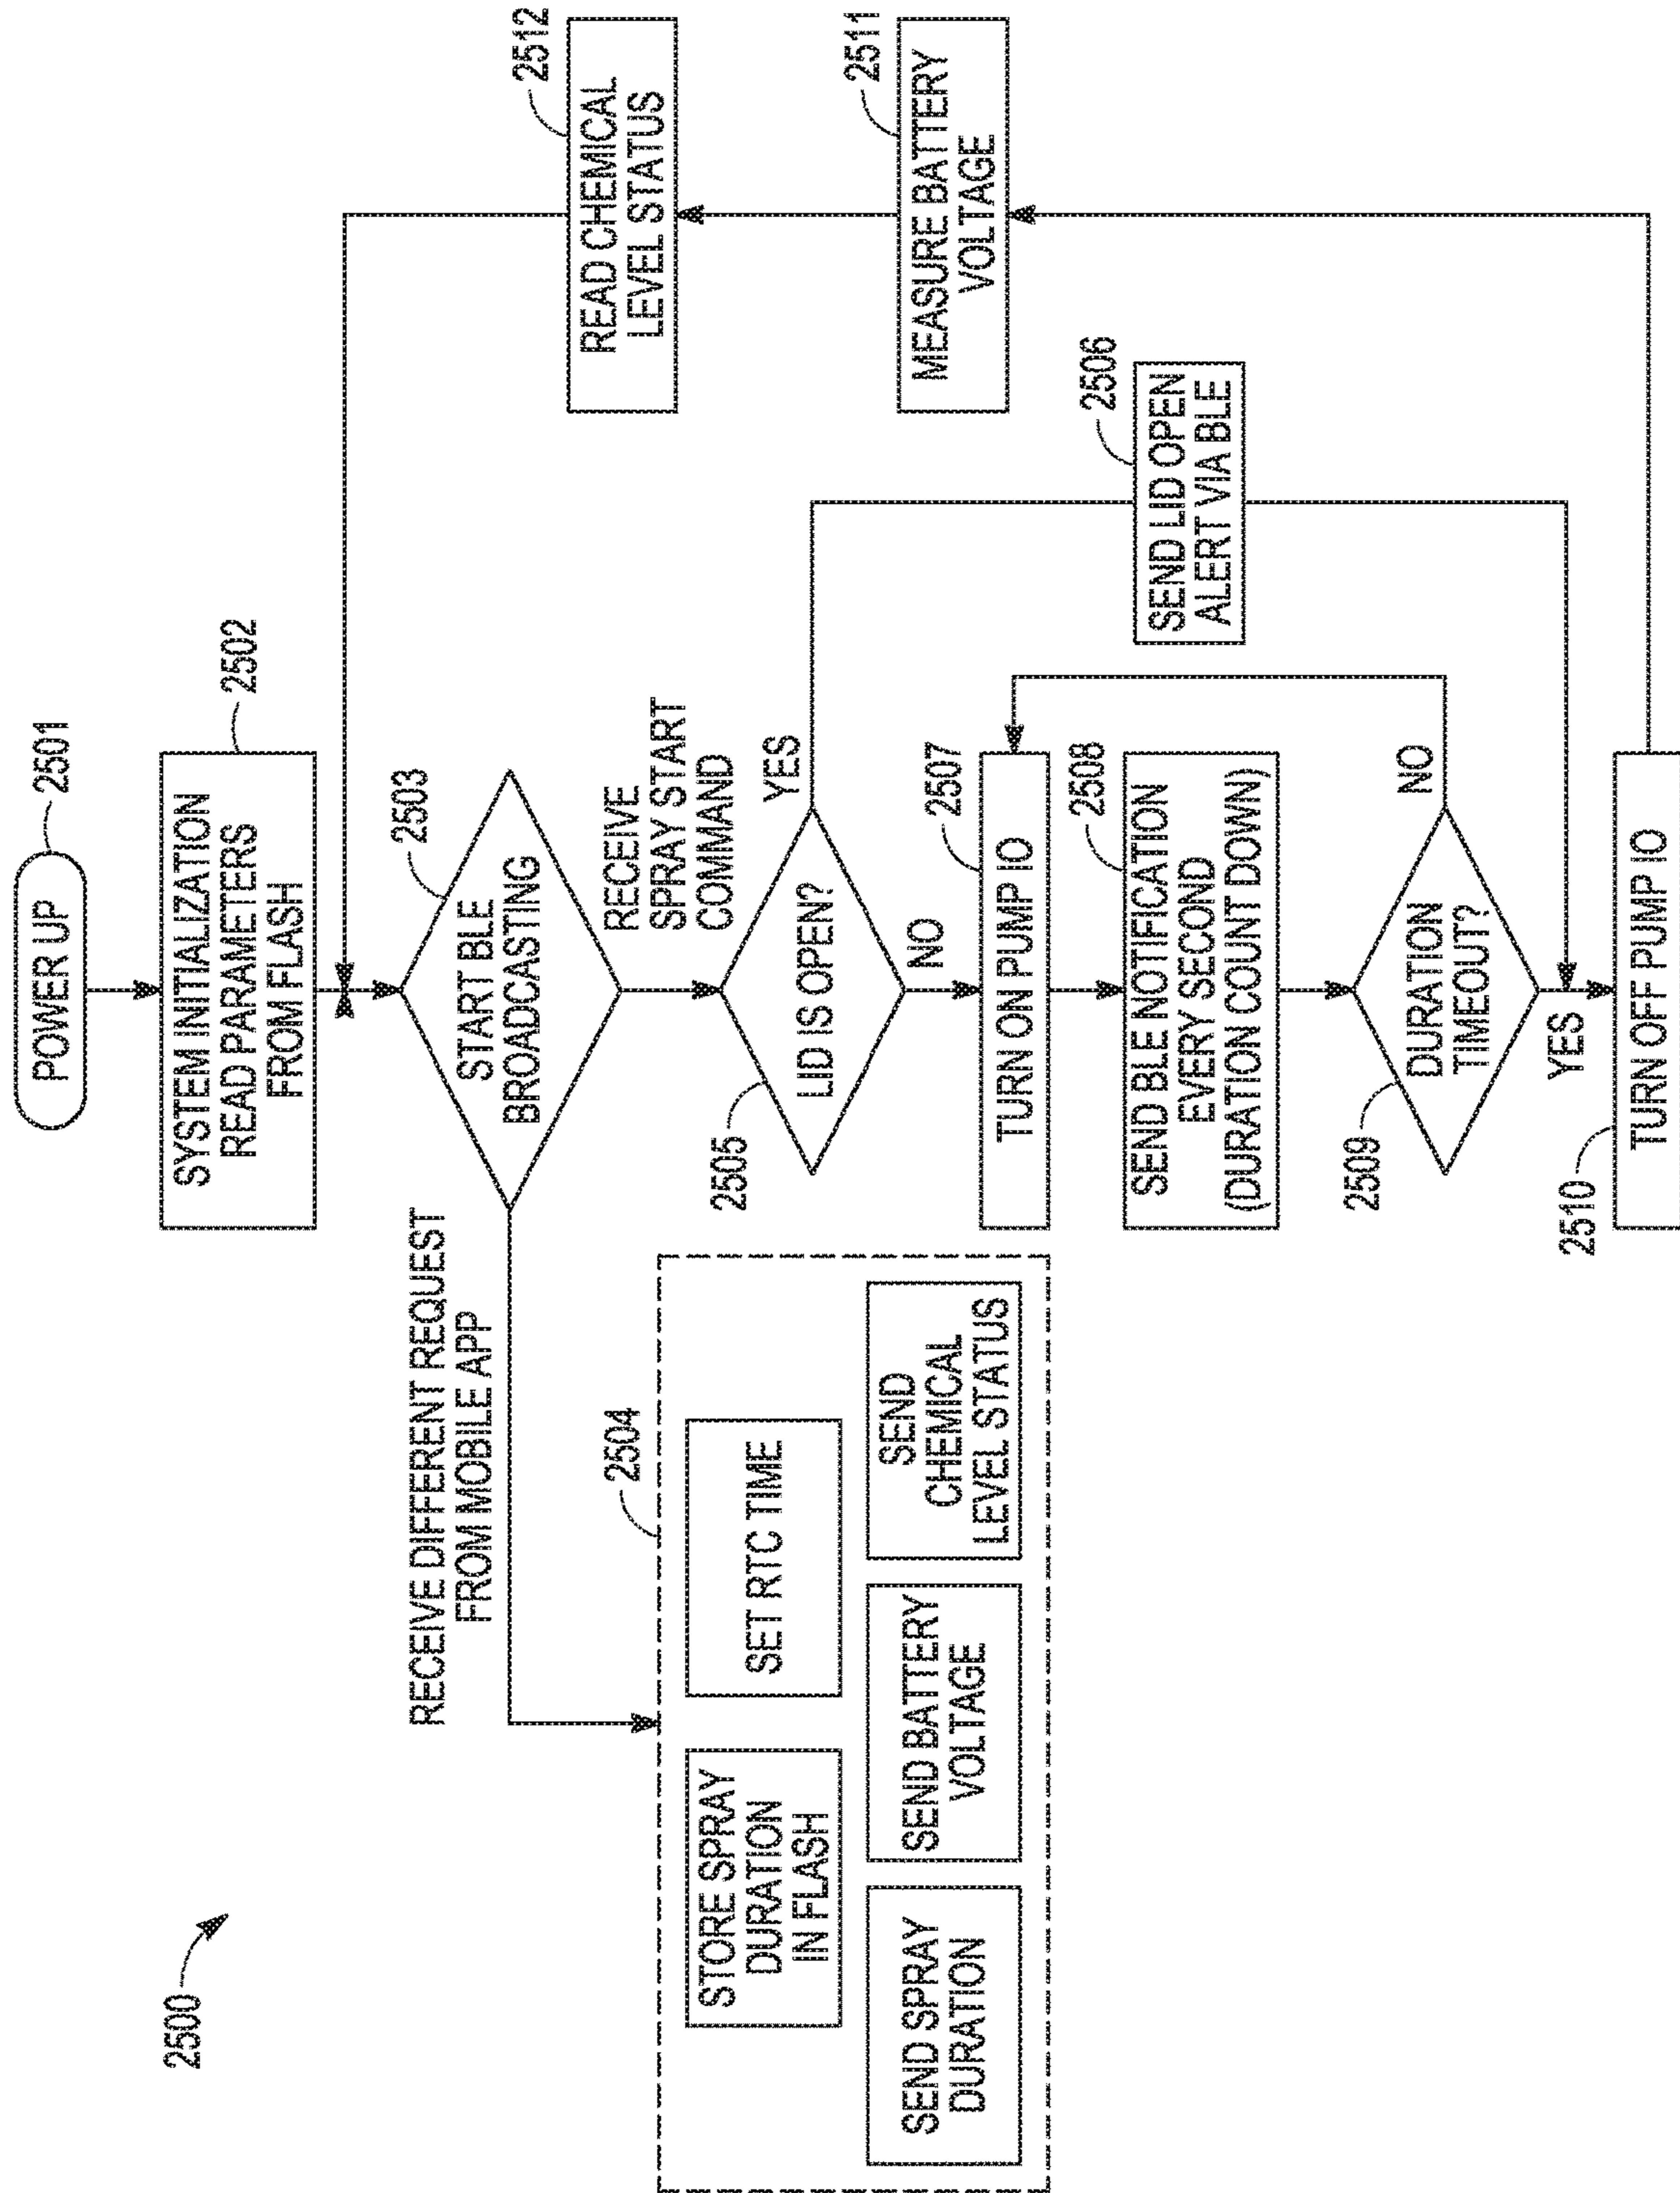 2500
POWER UP
2501
SYSTEM INITIALIZATION
READ PARAMETERS
FROM FLASH
2502
START BLE
BROADCASTING
2503
RECEIVE DIFFERENT REQUEST
FROM MOBILE APP
2504
STORE SPRAY
DURATION
IN FLASH
SET RTC TIME
SEND SPRAY
DURATION
SEND BATTERY
VOLTAGE
SEND
CHEMICAL
LEVEL STATUS
RECEIVE
SPRAY START
COMMAND
2505
LID IS OPEN?
YES
NO
2506
SEND LID OPEN
ALERT VIA BLE
2507
TURN ON PUMP IO
2508
SEND BLE NOTIFICATION
EVERY SECOND
(DURATION COUNT DOWN)
2509
DURATION
TIMEOUT?
NO
YES
2510
TURN OFF PUMP IO
2511
MEASURE BATTERY
VOLTAGE
2512
READ CHEMICAL
LEVEL STATUS